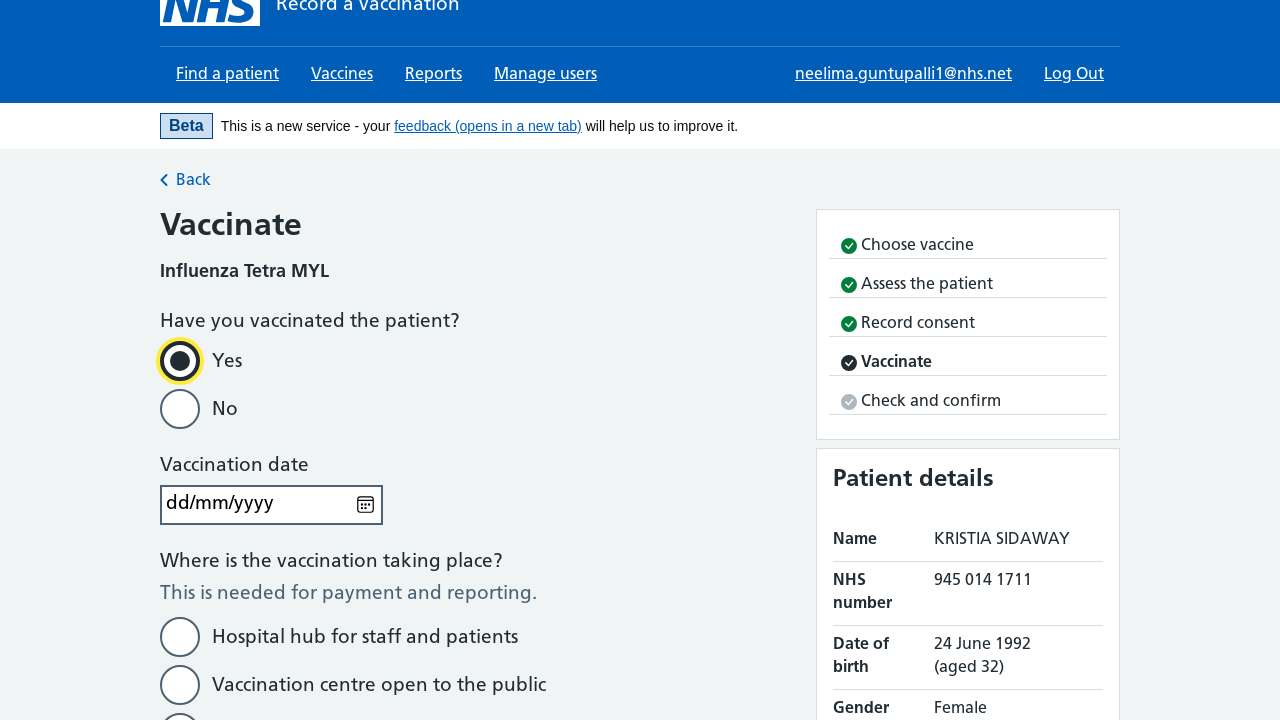 NHS Record a vaccination
Find a patient Vaccines Reports Manage users neelima.guntupalli1@nhs.net Log Out
Beta This is a new service - your feedback (opens in a new tab) will help us to improve it.
Back
Vaccinate
Influenza Tetra MYL
Have you vaccinated the patient?
Yes
No
Vaccination date
dd/mm/yyyy
Where is the vaccination taking place?
This is needed for payment and reporting.
Hospital hub for staff and patients
Vaccination centre open to the public
Choose vaccine
Assess the patient
Record consent
Vaccinate
Check and confirm
Patient details
Name KRISTIA SIDAWAY
NHS 945 014 1711
number
Date of 24 June 1992
birth (aged 32)
Gender Female